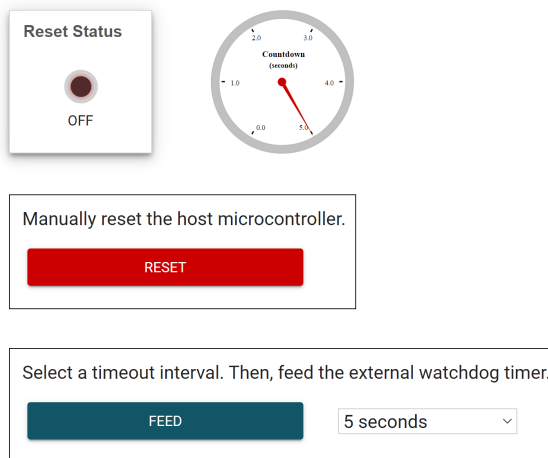 Reset Status
OFF
2.0
3.0
Countdown
(seconds)
1.0
4.0
0.0
5.0
Manually reset the host microcontroller.
RESET
Select a timeout interval. Then, feed the external watchdog timer.
FEED
5 seconds